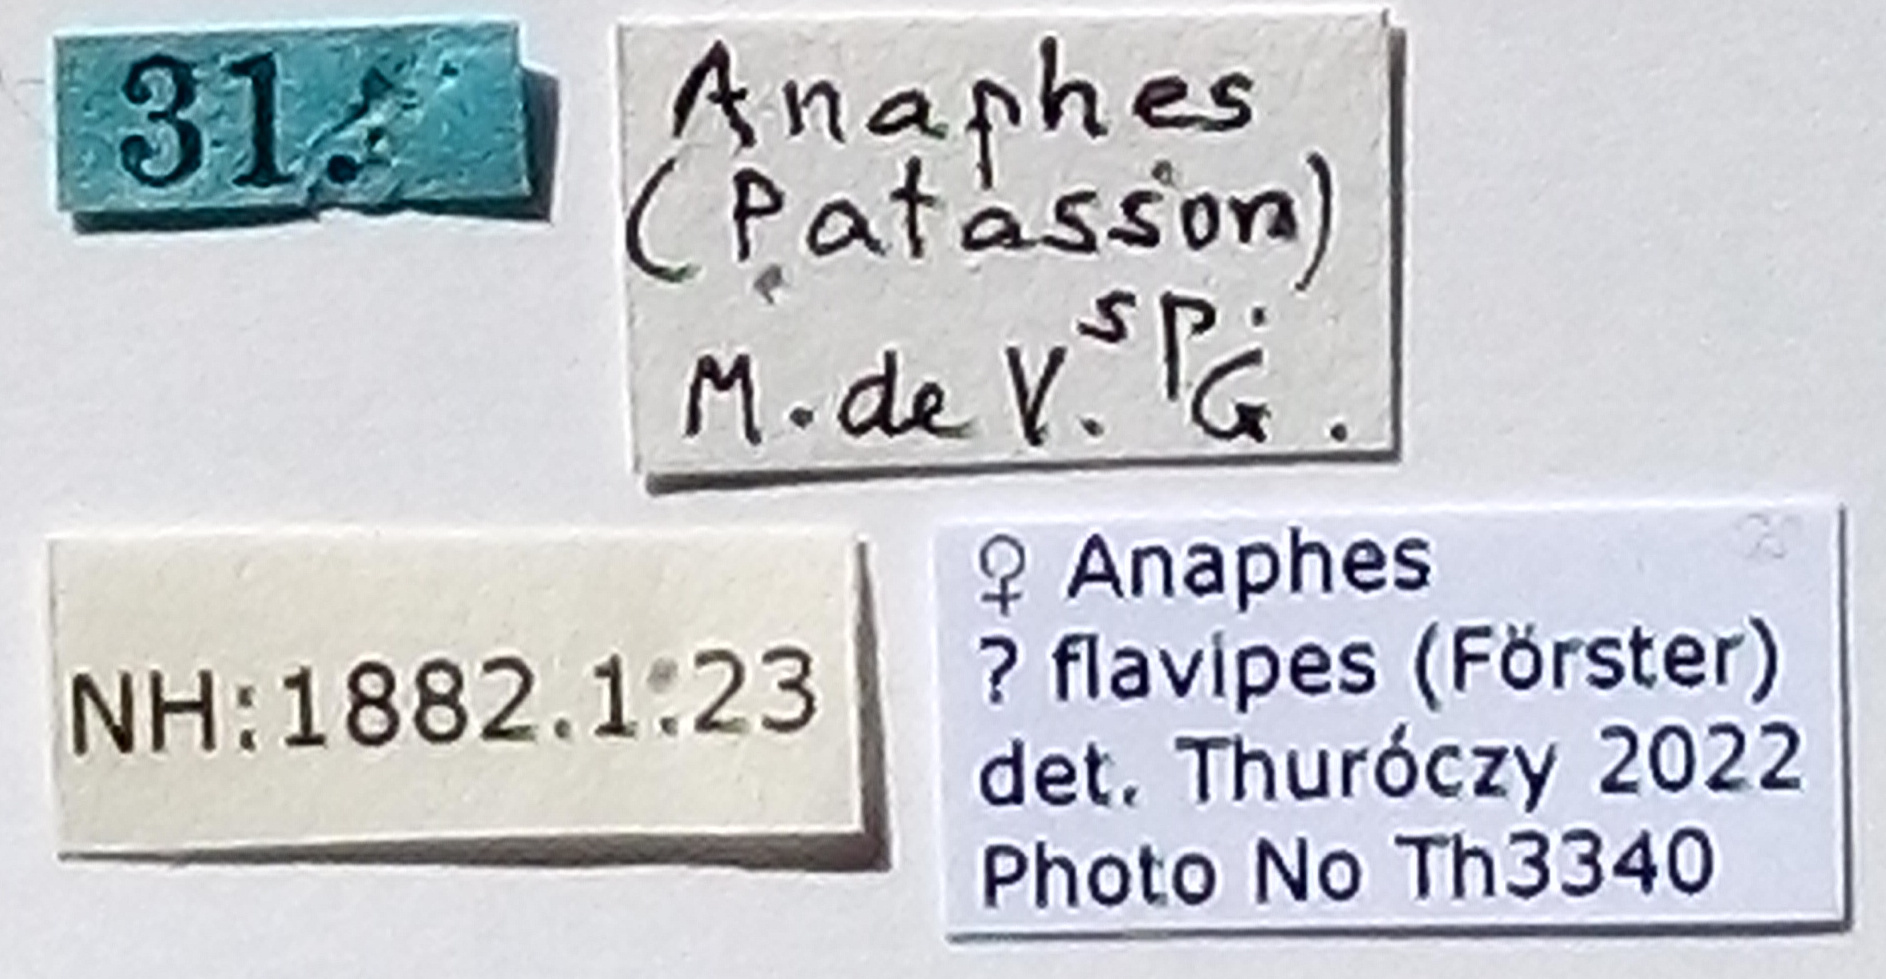 31.
Anaphes
(Patasson)
sp.
M. de V. G.
NH:1882.1.23
♀ Anaphes
? flavipes (Förster)
det. Thuróczy 2022
Photo No Th3340